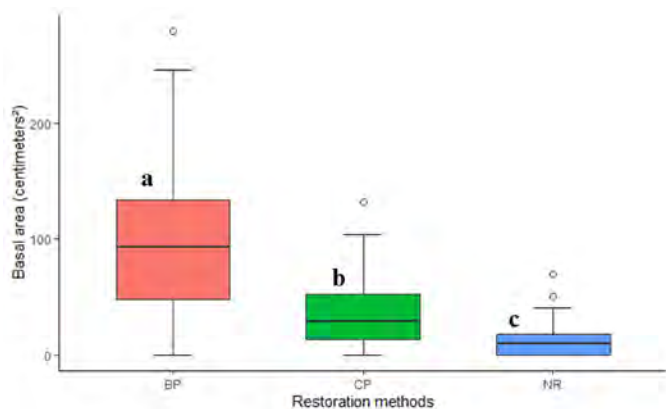 Basal area (centimeters²)
200
100
0
a
b
c
BP
CP
NR
Restoration methods